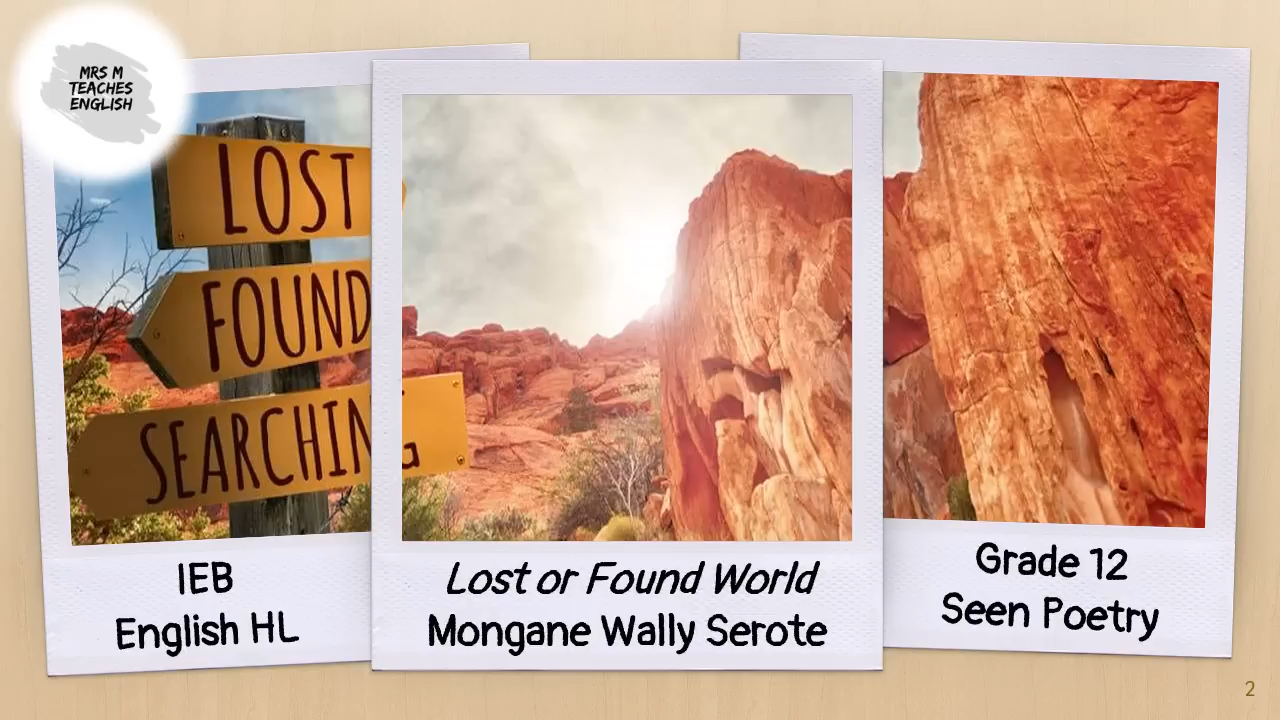 MRS M
TEACHES
ENGLISH
LOST
FOUND
SEARCHING
IEB
English HL
Lost or Found World
Mongane Wally Serote
Grade 12
Seen Poetry
2